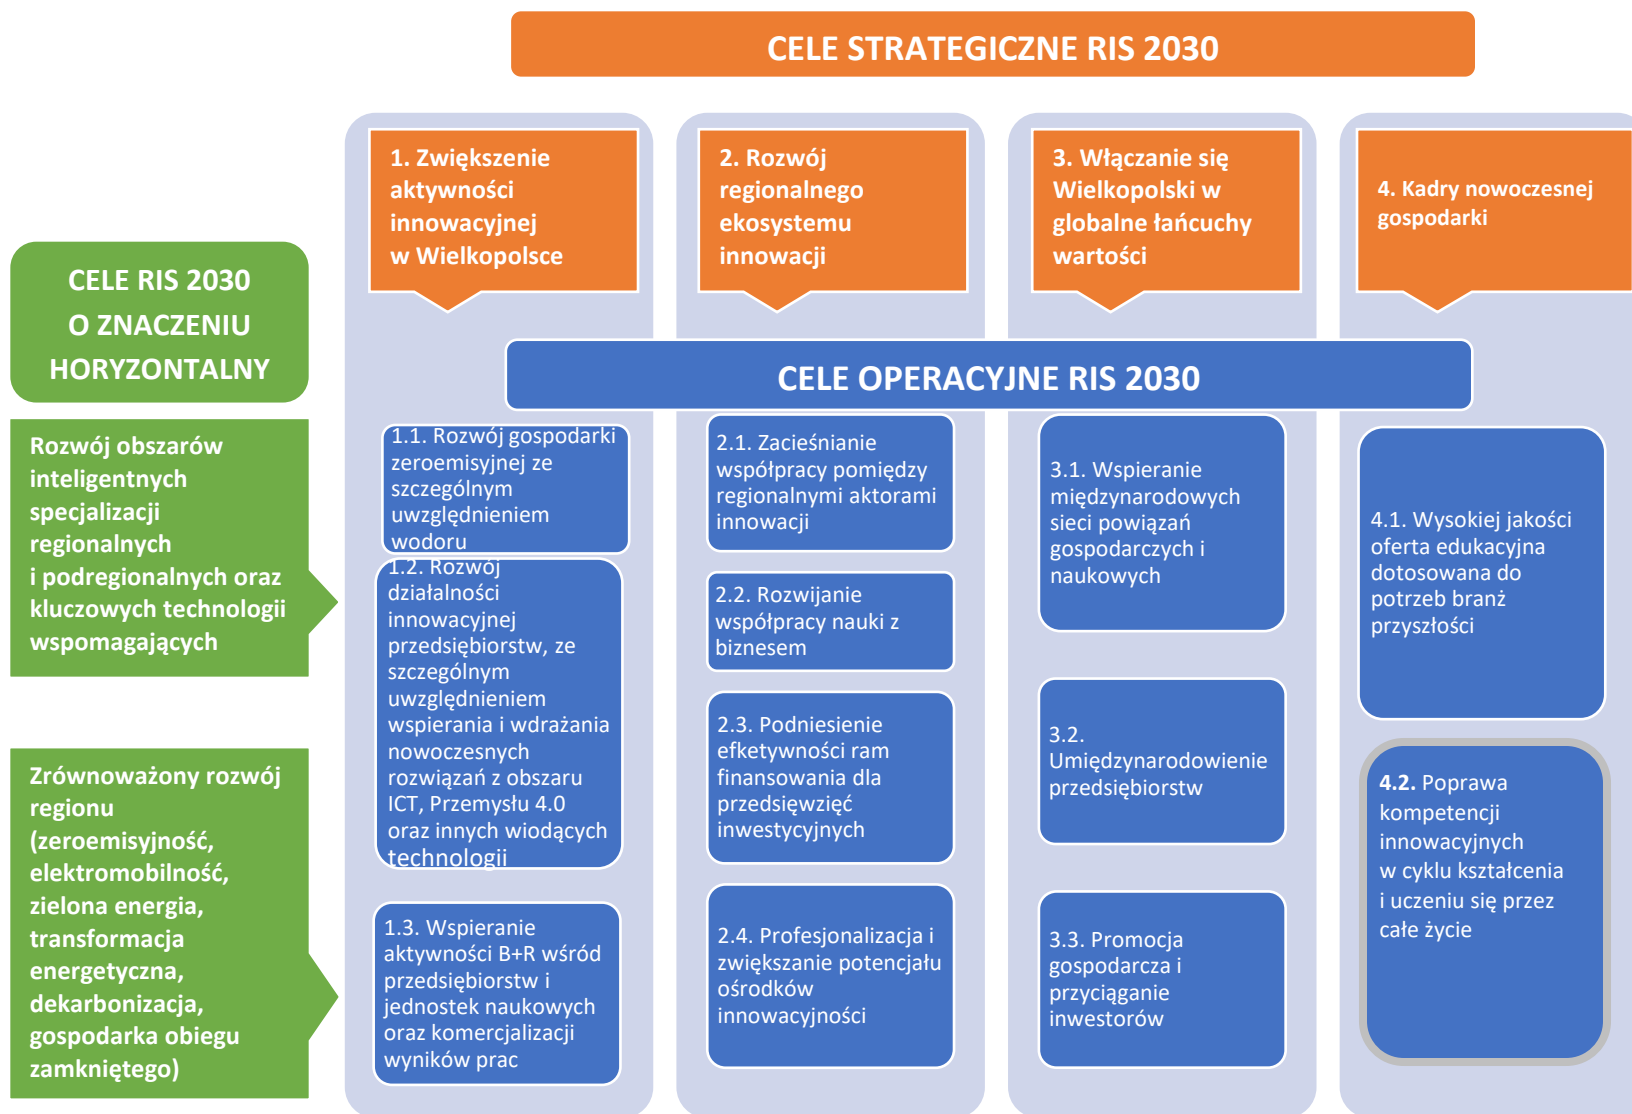 CELE STRATEGICZNE RIS 2030
1. Zwiększenie
aktywności
innowacyjnej
w Wielkopolsce
2. Rozwój
regionalnego
ekosystemu
innowacji
3. Włączanie się
Wielkopolski w
globalne łańcuchy
wartości
4. Kadry nowoczesnej
gospodarki
CELE RIS 2030
O ZNACZENIU
HORYZONTALNY
CELE OPERACYJNE RIS 2030
Rozwój obszarów
inteligentnych
specjalizacji
regionalnych
i podregionalnych oraz
kluczowych technologii
wspomagających
Zrównoważony rozwój
regionu
(zeroemisyjność,
elektromobilność,
zielona energia,
transformacja
energetyczna,
dekarbonizacja,
gospodarka obiegu
zamkniętego)
1.1. Rozwój gospodarki
zeroemisyjnej ze
szczególnym
uwzględnieniem
wodoru
1.2. Rozwój
działalności
innowacyjnej
przedsiębiorstw, ze
szczególnym
uwzględnieniem
wspierania i wdrażania
nowoczesnych
rozwiązań z obszaru
ICT, Przemysłu 4.0
oraz innych wiodących
technologii
1.3. Wspieranie
aktywności B+R wśród
przedsiębiorstw i
jednostek naukowych
oraz komercjalizacji
wyników prac
2.1. Zacieśnianie
współpracy pomiędzy
regionalnymi aktorami
innowacji
2.2. Rozwijanie
współpracy nauki z
biznesem
2.3. Podniesienie
efketywności ram
finansowania dla
przedsięwzięć
inwestycyjnych
2.4. Profesjonalizacja i
zwiększanie potencjału
ośrodków
innowacyjności
3.1. Wspieranie
międzynarodowych
sieci powiązań
gospodarczych i
naukowych
3.2.
Umiędzynarodowienie
przedsiębiorstw
3.3. Promocja
gospodarcza i
przyciąganie
inwestorów
4.1. Wysokiej jakości
oferta edukacyjna
dotosowana do
potrzeb branż
przyszłości
4.2. Poprawa
kompetencji
innowacyjnych
w cyklu kształcenia
i uczeniu się przez
całe życie